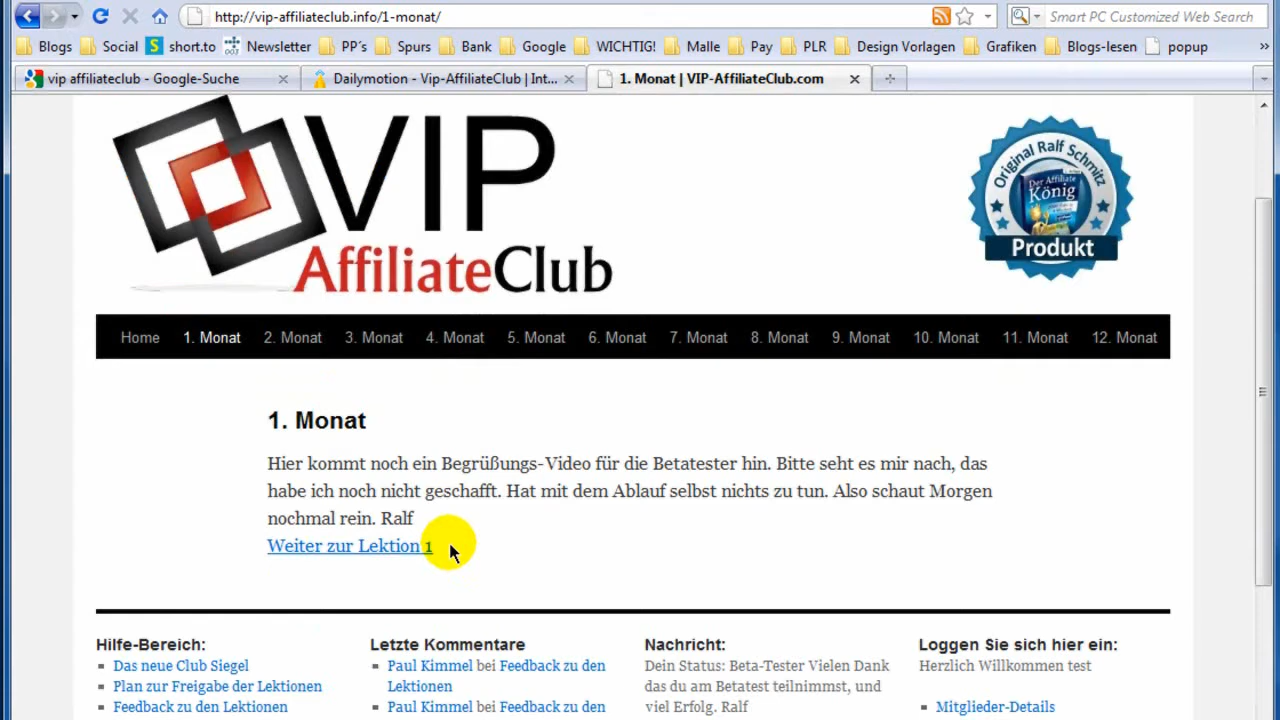 http://vip-affiliateclub.info/1-monat/
Smart PC Customized Web Search
Blogs Social S short.to Newsletter PP´s Spurs Bank Google WICHTIG! Malle Pay PLR Design Vorlagen Grafiken Blogs-lesen popup »
vip affiliateclub - Google-Suche
Dailymotion - Vip-AffiliateClub | Int...
1. Monat | VIP-AffiliateClub.com
VIP
AffiliateClub
Original Ralf Schmitz
Der Affiliate
König
Produkt
Home 1. Monat 2. Monat 3. Monat 4. Monat 5. Monat 6. Monat 7. Monat 8. Monat 9. Monat 10. Monat 11. Monat 12. Monat
1. Monat
Hier kommt noch ein Begrüßungs-Video für die Betatester hin. Bitte seht es mir nach, das
habe ich noch nicht geschafft. Hat mit dem Ablauf selbst nichts zu tun. Also schaut Morgen
nochmal rein. Ralf
Weiter zur Lektion 1
Hilfe-Bereich:
Das neue Club Siegel
Plan zur Freigabe der Lektionen
Feedback zu den Lektionen
Letzte Kommentare
Paul Kimmel bei Feedback zu den
Lektionen
Paul Kimmel bei Feedback zu den
Nachricht:
Dein Status: Beta-Tester Vielen Dank
das du am Betatest teilnimmst, und
viel Erfolg. Ralf
Loggen Sie sich hier ein:
Herzlich Willkommen test
Mitglieder-Details